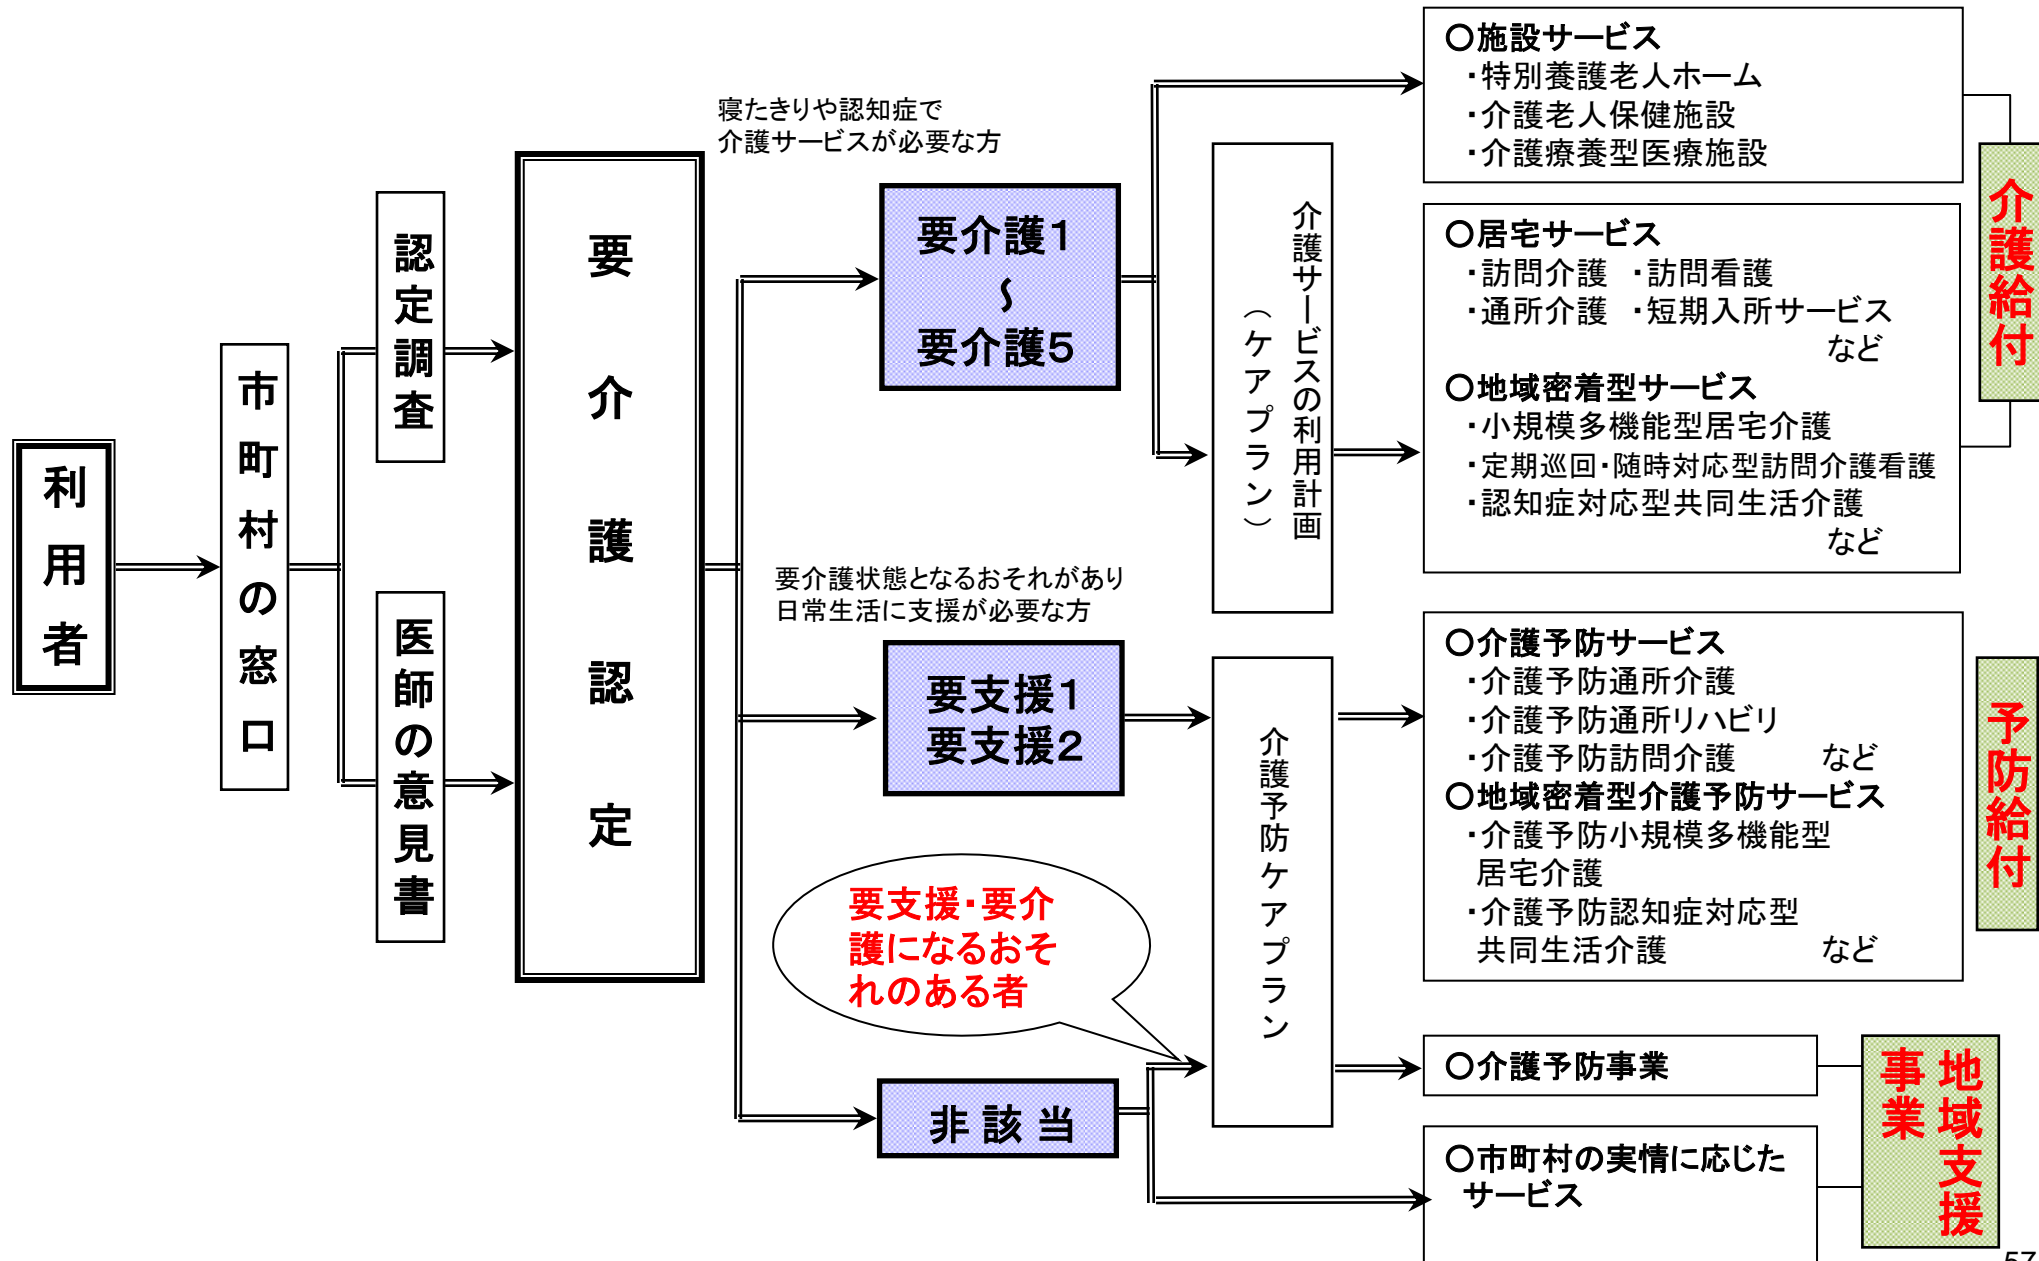 利用者
市町村の窓口
認定調査
医師の意見書
要介護認定
寝たきりや認知症で
介護サービスが必要な方
要介護1
～
要介護5
要介護状態となるおそれがあり
日常生活に支援が必要な方
要支援1
要支援2
要支援・要介
護になるおそ
れのある者
非該当
介護サービスの利用計画
（ケアプラン）
介護予防ケアプラン
○施設サービス
・特別養護老人ホーム
・介護老人保健施設
・介護療養型医療施設
○居宅サービス
・訪問介護 ・訪問看護
・通所介護 ・短期入所サービス
など
○地域密着型サービス
・小規模多機能型居宅介護
・定期巡回・随時対応型訪問介護看護
・認知症対応型共同生活介護
など
介護給付
○介護予防サービス
・介護予防通所介護
・介護予防通所リハビリ
・介護予防訪問介護 など
○地域密着型介護予防サービス
・介護予防小規模多機能型
居宅介護
・介護予防認知症対応型
共同生活介護 など
予防給付
○介護予防事業
○市町村の実情に応じた
サービス
地域支援
事業
57